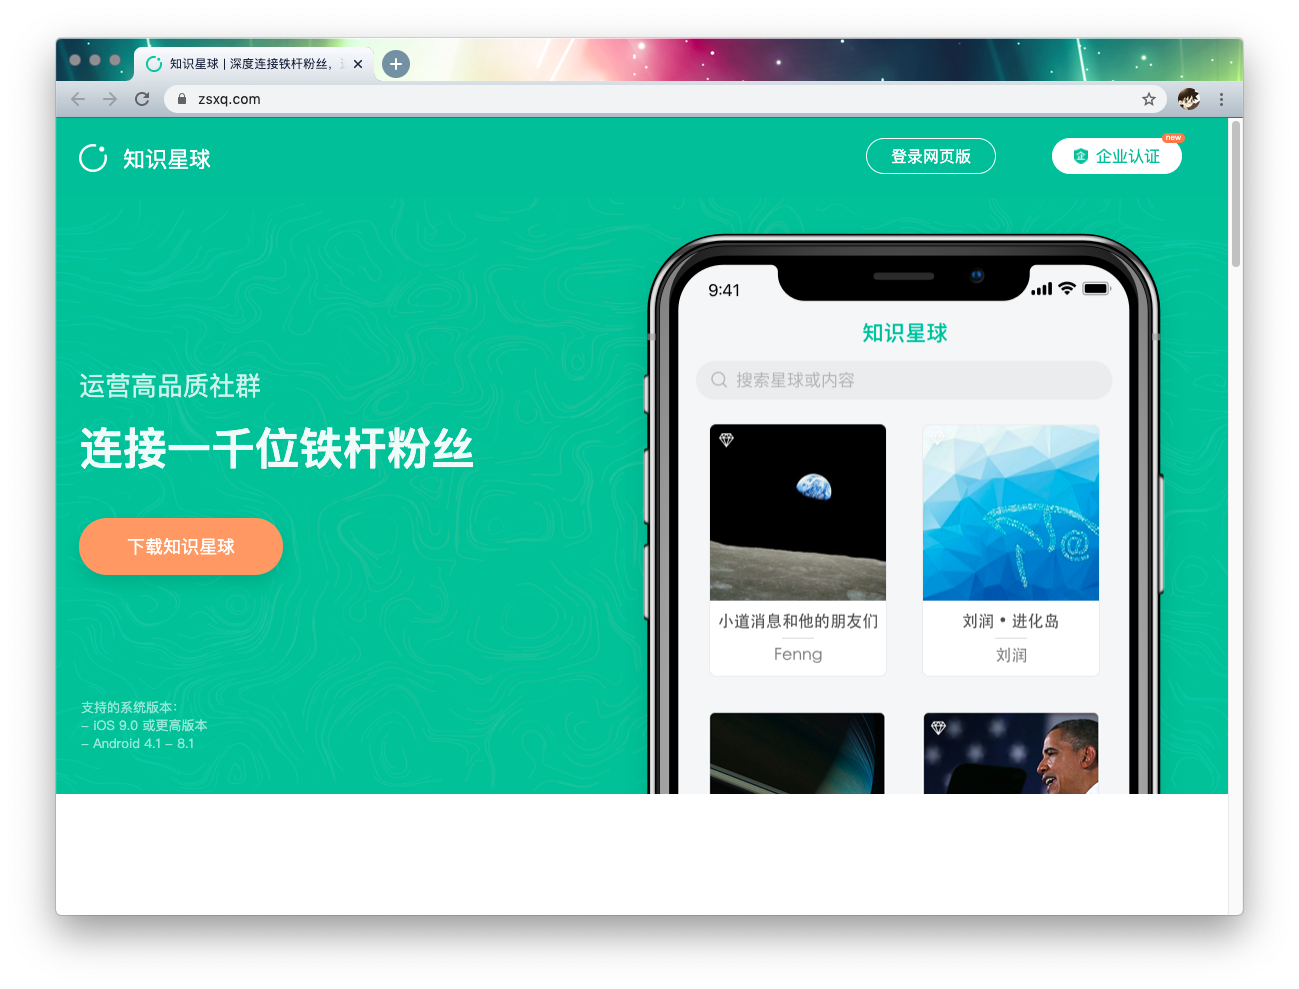 知识星球 | 深度连接铁杆粉丝，
zsxq.com
知识星球
登录网页版
企
企业认证
new
9:41
知识星球
搜索星球或内容
运营高品质社群
连接一千位铁杆粉丝
下载知识星球
小道消息和他的朋友们
Fenng
刘润 • 进化岛
刘润
@
支持的系统版本：
– iOS 9.0 或更高版本
– Android 4.1 – 8.1